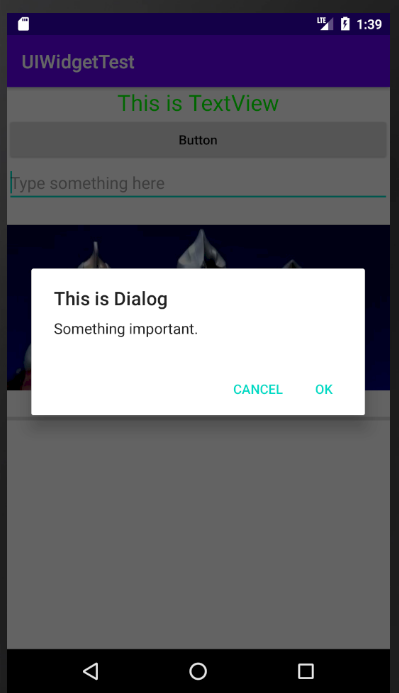 LTE 1:39
UIWidgetTest
This is TextView
Button
Type something here
This is Dialog
Something important.
CANCEL OK